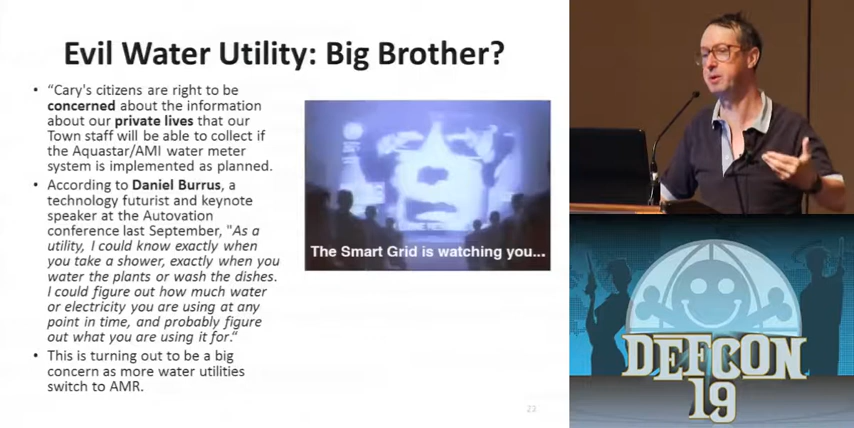 Evil Water Utility: Big Brother?
• “Cary's citizens are right to be
concerned about the information
about our private lives that our
Town staff will be able to collect if
the Aquastar/AMI water meter
system is implemented as planned.
• According to Daniel Burrus, a
technology futurist and keynote
speaker at the Autovation
conference last September, "As a
utility, I could know exactly when
you take a shower, exactly when you
water the plants or wash the dishes.
I could figure out how much water
or electricity you are using at any
point in time, and probably figure
out what you are using it for.“
• This is turning out to be a big
concern as more water utilities
switch to AMR.
The Smart Grid is watching you...
27
DEFCON
19